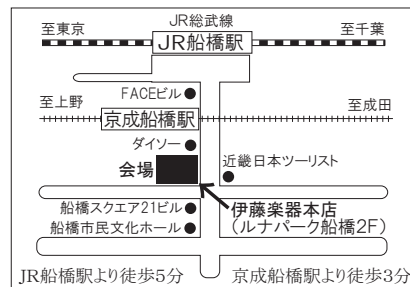 JR総武線
至東京
至千葉
JR船橋駅
FACEビル
至上野
至成田
京成船橋駅
ダイソー
会場
近畿日本ツーリスト
船橋スクエア21ビル
伊藤楽器本店
(ルナパーク船橋2F)
船橋市民文化ホール
JR船橋駅より徒歩5分
京成船橋駅より徒歩3分